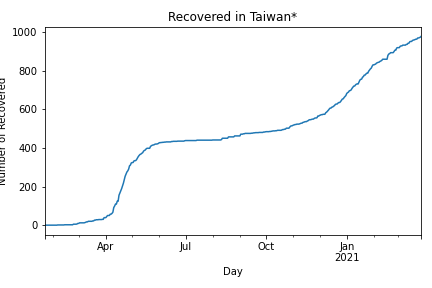 Recovered in Taiwan*
Number of Recovered
1000
800
600
400
200
0
Apr
Jul
Oct
Jan
2021
Day